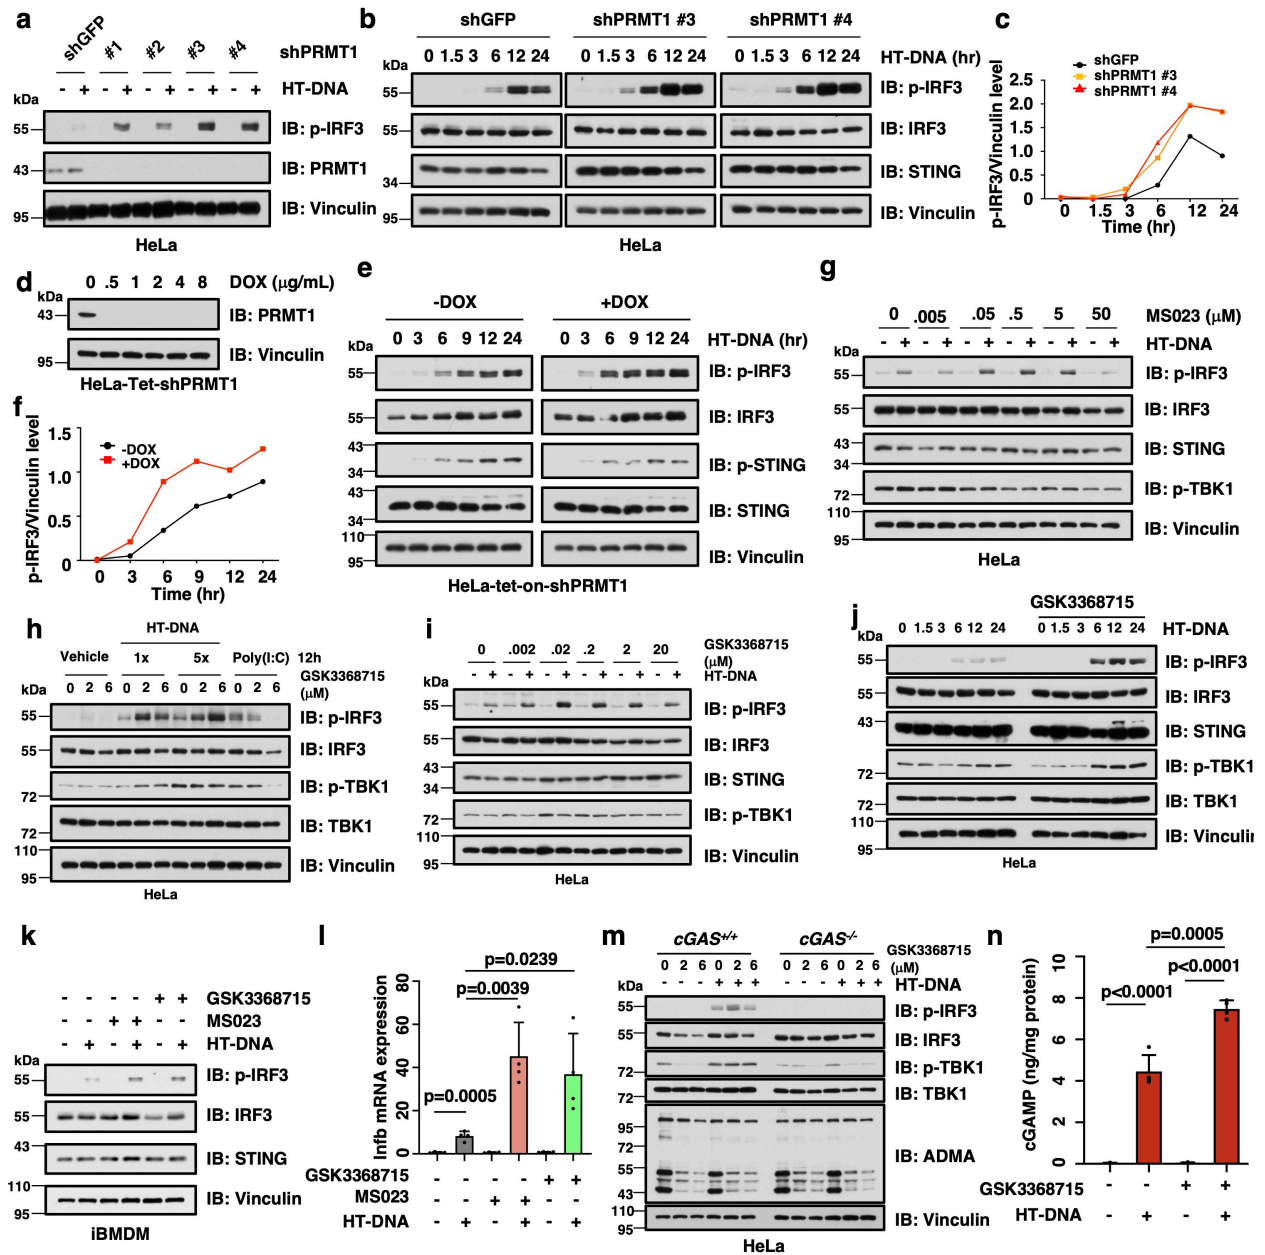 a
shGFP #1 #2 #3 #4 shPRMT1
- + - + - + - + - + HT-DNA
kDa
55 IB: p-IRF3
43 IB: PRMT1
95 IB: Vinculin
HeLa
b
shGFP shPRMT1 #3 shPRMT1 #4
kDa 0 1.5 3 6 12 24 0 1.5 3 6 12 24 0 1.5 3 6 12 24 HT-DNA (hr)
55 IB: p-IRF3
55 IB: IRF3
34 IB: STING
95 IB: Vinculin
HeLa
c
shGFP
shPRMT1 #3
shPRMT1 #4
p-IRF3/Vinculin level
2.5
2.0
1.5
1.0
0.5
0
0 1.5 3 6 12 24
Time (hr)
d
0 .5 1 2 4 8 DOX (μg/mL)
kDa
43 IB: PRMT1
95 IB: Vinculin
HeLa-Tet-shPRMT1
e
-DOX +DOX
0 3 6 9 12 24 0 3 6 9 12 24 HT-DNA (hr)
kDa
55 IB: p-IRF3
55 IB: IRF3
43
34 IB: p-STING
43
34 IB: STING
110
95 IB: Vinculin
HeLa-tet-on-shPRMT1
f
-DOX
+DOX
p-IRF3/Vinculin level
1.5
1.0
0.5
0
0 3 6 9 12 24
Time (hr)
g
0 .005 .05 .5 5 50 MS023 (μM)
- + - + - + - + - + - + HT-DNA
kDa
55 IB: p-IRF3
55 IB: IRF3
43
34 IB: STING
72 IB: p-TBK1
110
95 IB: Vinculin
HeLa
h
HT-DNA
Vehicle 1x 5x Poly(I:C) 12h
kDa 0 2 6 0 2 6 0 2 6 0 2 6 GSK3368715 (μM)
55 IB: p-IRF3
55 IB: IRF3
72 IB: p-TBK1
72 IB: TBK1
110
95 IB: Vinculin
HeLa
i
0 .002 .02 .2 2 20 GSK3368715 (μM)
- + - + - + - + - + - + HT-DNA
kDa
55 IB: p-IRF3
55 IB: IRF3
43
34 IB: STING
72 IB: p-TBK1
110
95 IB: Vinculin
HeLa
j
GSK3368715
kDa 0 1.5 3 6 12 24 0 1.5 3 6 12 24 HT-DNA
55 IB: p-IRF3
55 IB: IRF3
43 IB: STING
72 IB: p-TBK1
72 IB: TBK1
110
95 IB: Vinculin
HeLa
k
- - - - + + GSK3368715
- - + + - - MS023
- + - + - + HT-DNA
kDa
55 IB: p-IRF3
55 IB: IRF3
43
IB: STING
110
95 IB: Vinculin
iBMDM
l
Infb mRNA expression
80
60
40
20
0
p=0.0239
p=0.0039
p=0.0005
GSK3368715 - - - - + +
MS023 - - + + - -
HT-DNA - + - + - +
m
cGAS+/+ cGAS-/-
0 2 6 0 2 6 0 2 6 0 2 6 GSK3368715 (μM)
kDa - - - + + + - - - + + + HT-DNA
55 IB: p-IRF3
55 IB: IRF3
72 IB: p-TBK1
72 IB: TBK1
95
72
55 IB: ADMA
43
110
95 IB: Vinculin
HeLa
n
cGAMP (ng/mg protein)
10
8
6
4
2
0
p=0.0005
p<0.0001
p<0.0001
GSK3368715 - - + +
HT-DNA - + - +